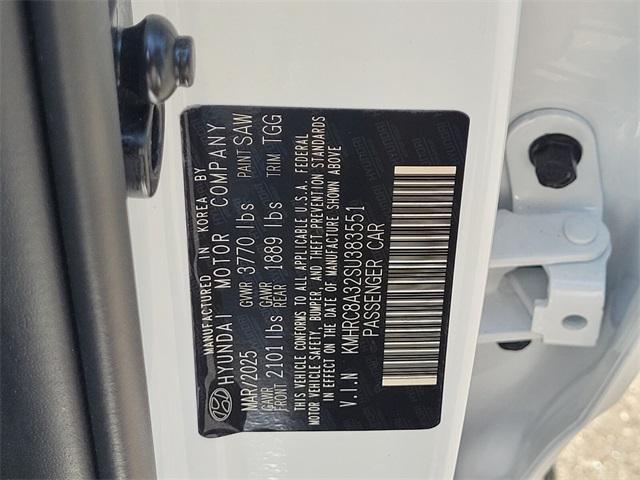 MANUFACTURED IN KOREA BY
HYUNDAI MOTOR COMPANY
MAR/2025 GVWR 3770 lbs PAINT SAW
GAWR FRONT 2101 lbs GAWR REAR 1889 lbs TRIM TGG
THIS VEHICLE CONFORMS TO ALL APPLICABLE U.S.A. FEDERAL
MOTOR VEHICLE SAFETY, BUMPER, AND THEFT PREVENTION STANDARDS
IN EFFECT ON THE DATE OF MANUFACTURE SHOWN ABOVE
V.I.N KMHRC8A32SU383551
PASSENGER CAR